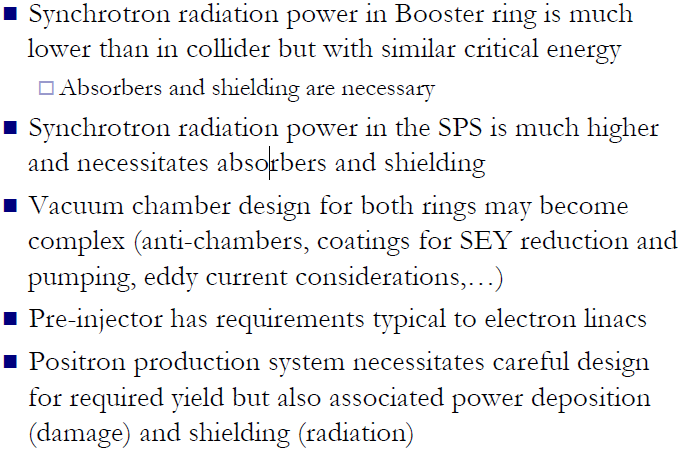 Synchrotron radiation power in Booster ring is much
lower than in collider but with similar critical energy
Absorbers and shielding are necessary
Synchrotron radiation power in the SPS is much higher
and necessitates absorbers and shielding
Vacuum chamber design for both rings may become
complex (anti-chambers, coatings for SEY reduction and
pumping, eddy current considerations,…)
Pre-injector has requirements typical to electron linacs
Positron production system necessitates careful design
for required yield but also associated power deposition
(damage) and shielding (radiation)